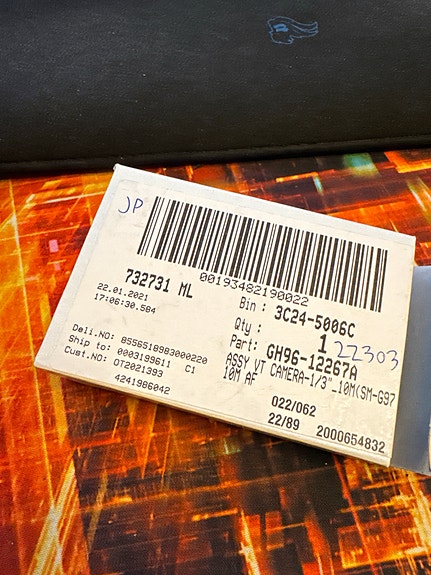 JP
00193482190022
732731 ML
22.01.2021
17:06:30.584
Bin : 3C24-5006C
Qty : 1
Part: GH96-12267A
22303
ASSY VT CAMERA-1/3"_10M(SM-G97
10M AF
Deli.NO: 8556518983000220
Ship to: 0003199611 C1
Cust.NO: OT2021393
4241986042
022/062
22/89 2000654832